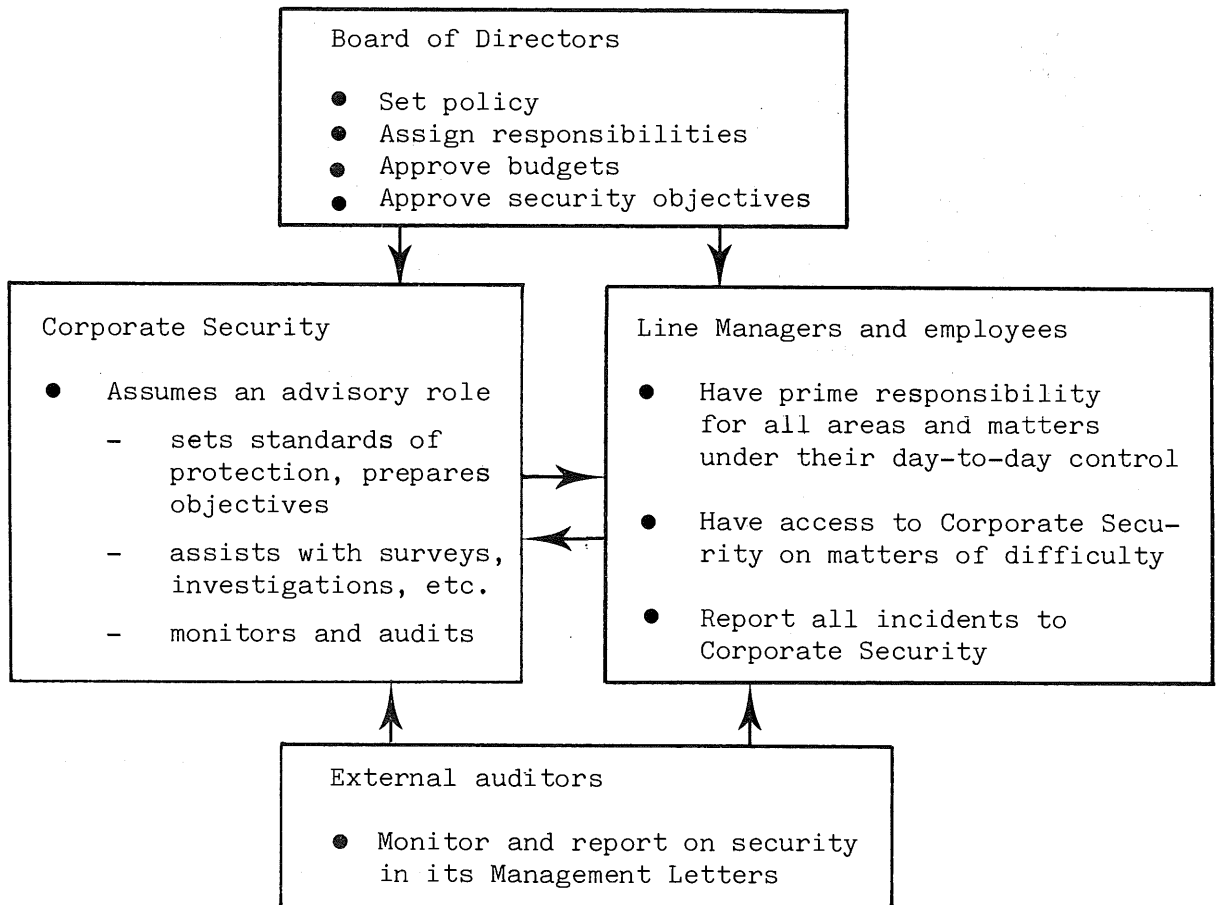 Board of Directors
● Set policy
● Assign responsibilities
● Approve budgets
● Approve security objectives
Corporate Security
● Assumes an advisory role
– sets standards of
protection, prepares
objectives
– assists with surveys,
investigations, etc.
– monitors and audits
Line Managers and employees
● Have prime responsibility
for all areas and matters
under their day-to-day control
● Have access to Corporate Secu-
rity on matters of difficulty
● Report all incidents to
Corporate Security
External auditors
● Monitor and report on security
in its Management Letters